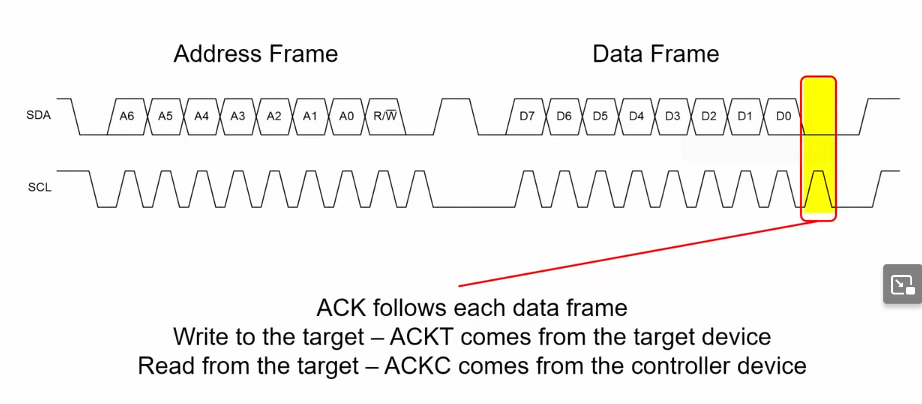 Address Frame Data Frame
SDA A6 A5 A4 A3 A2 A1 A0 R/W̅ D7 D6 D5 D4 D3 D2 D1 D0
SCL
ACK follows each data frame
Write to the target – ACKT comes from the target device
Read from the target – ACKC comes from the controller device